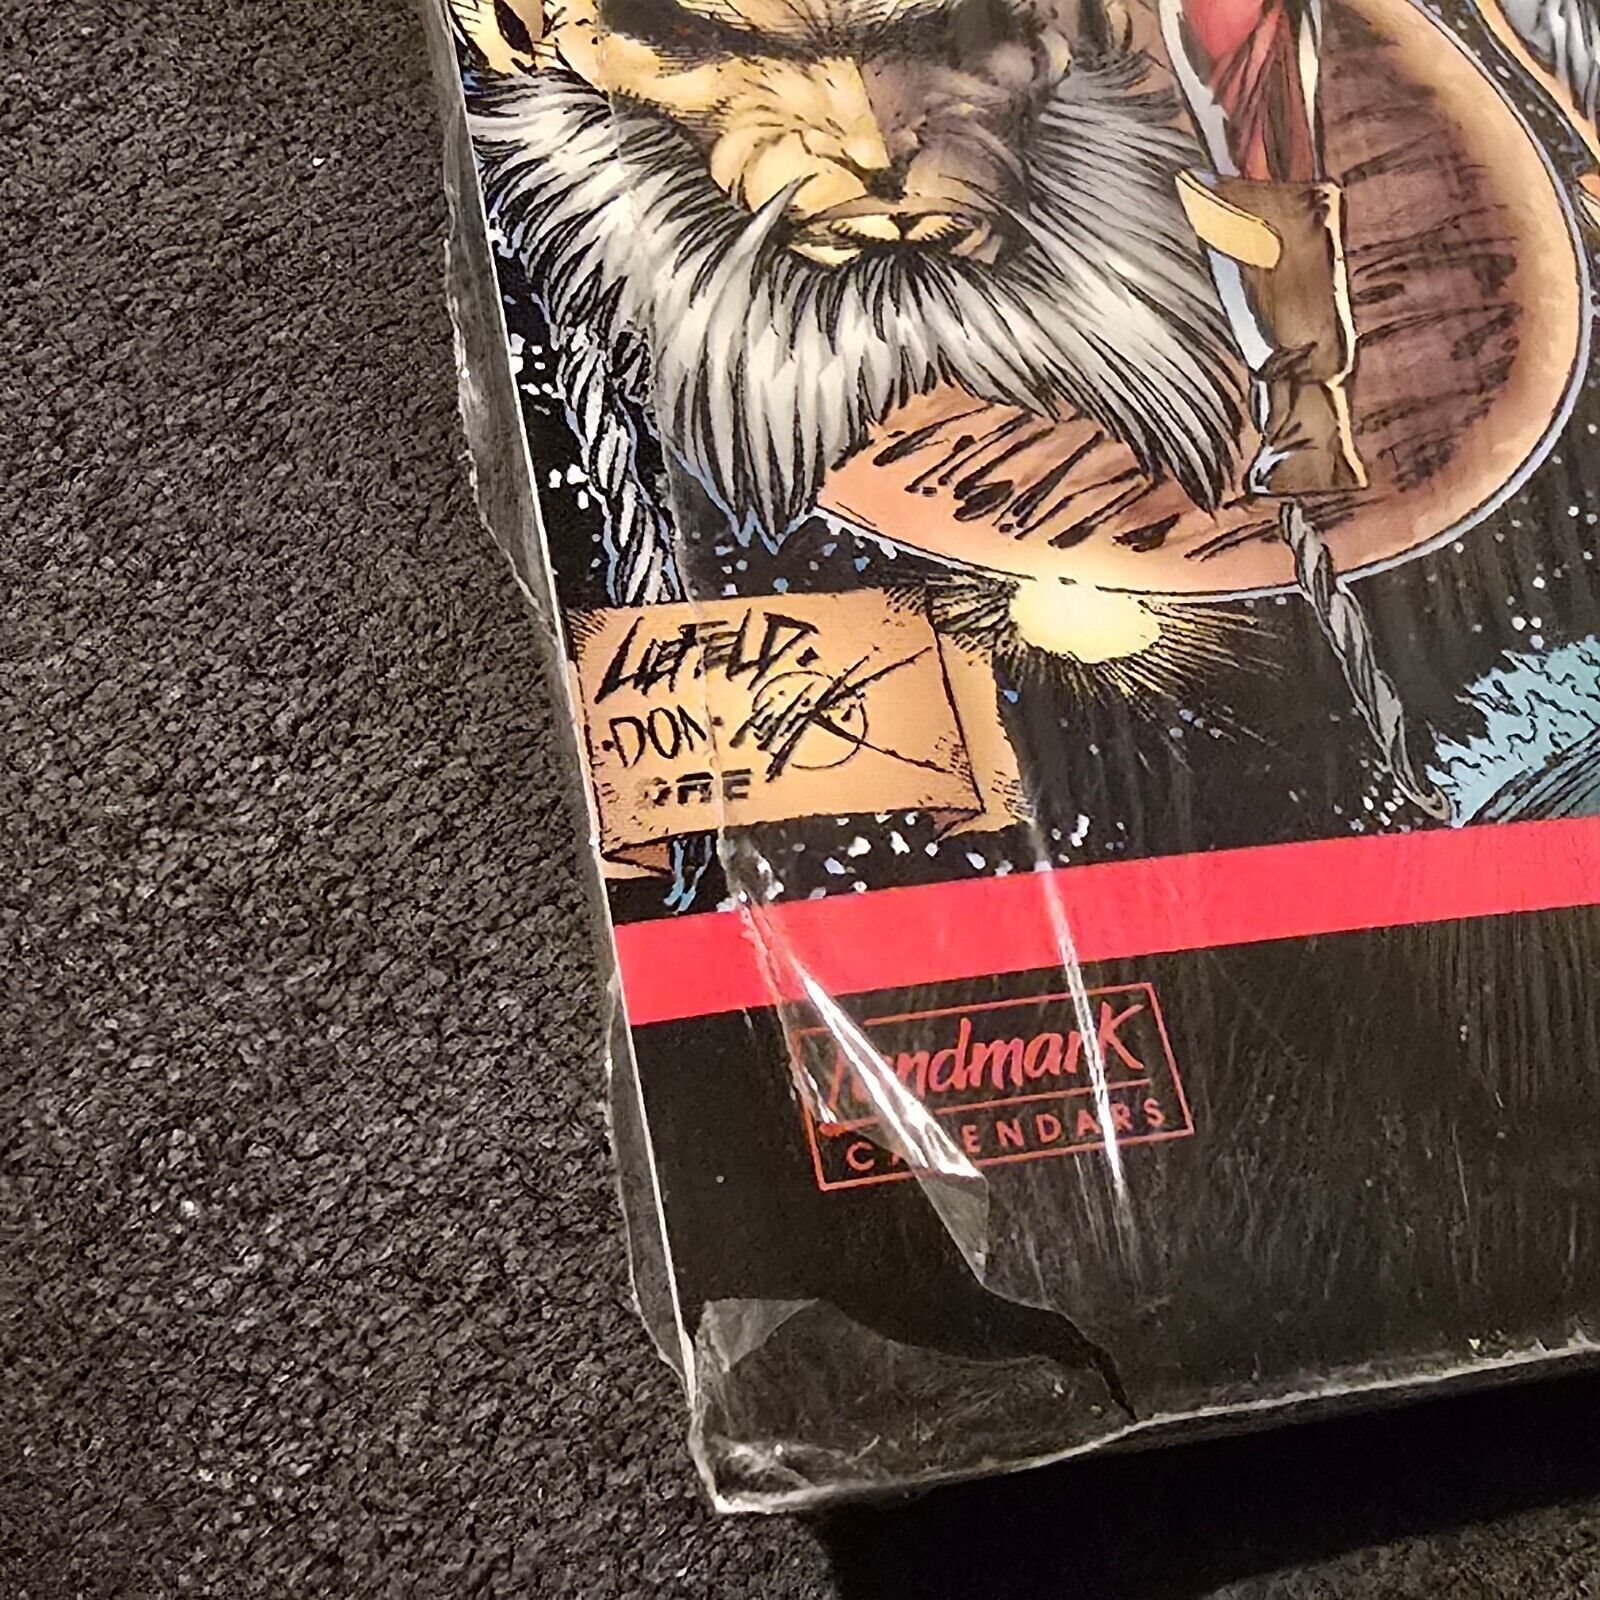 LIEFELD.
·DON·
Landmark
CALENDARS